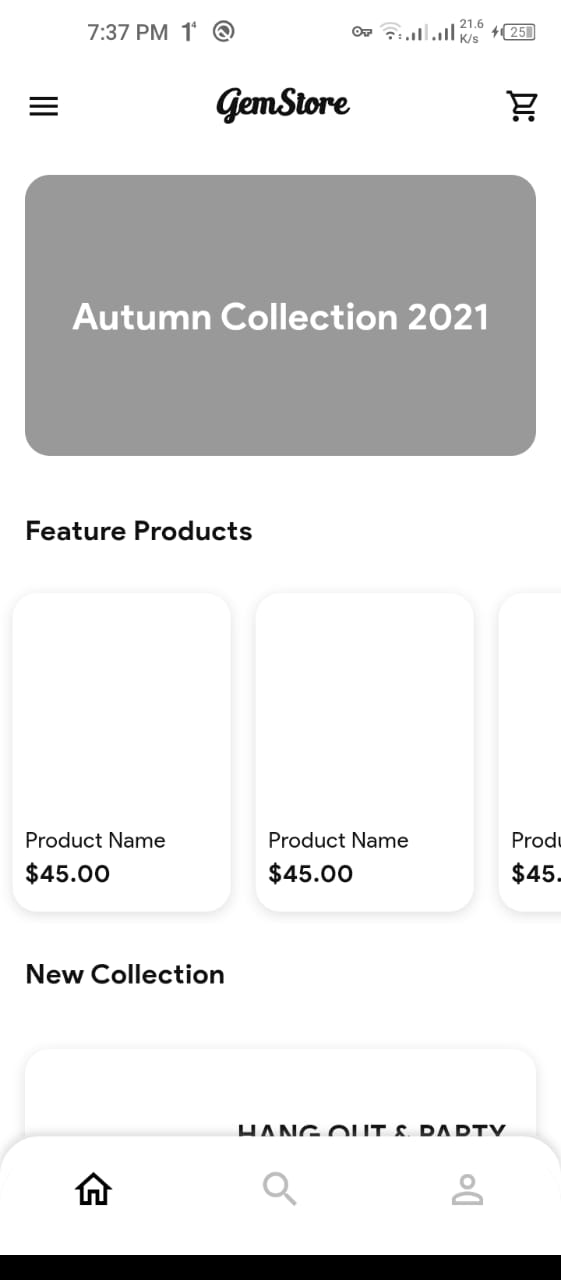 7:37 PM
21.6
K/s
25
GemStore
Autumn Collection 2021
Feature Products
Product Name
$45.00
Product Name
$45.00
Produ
$45.
New Collection
HANG OUT & PARTY